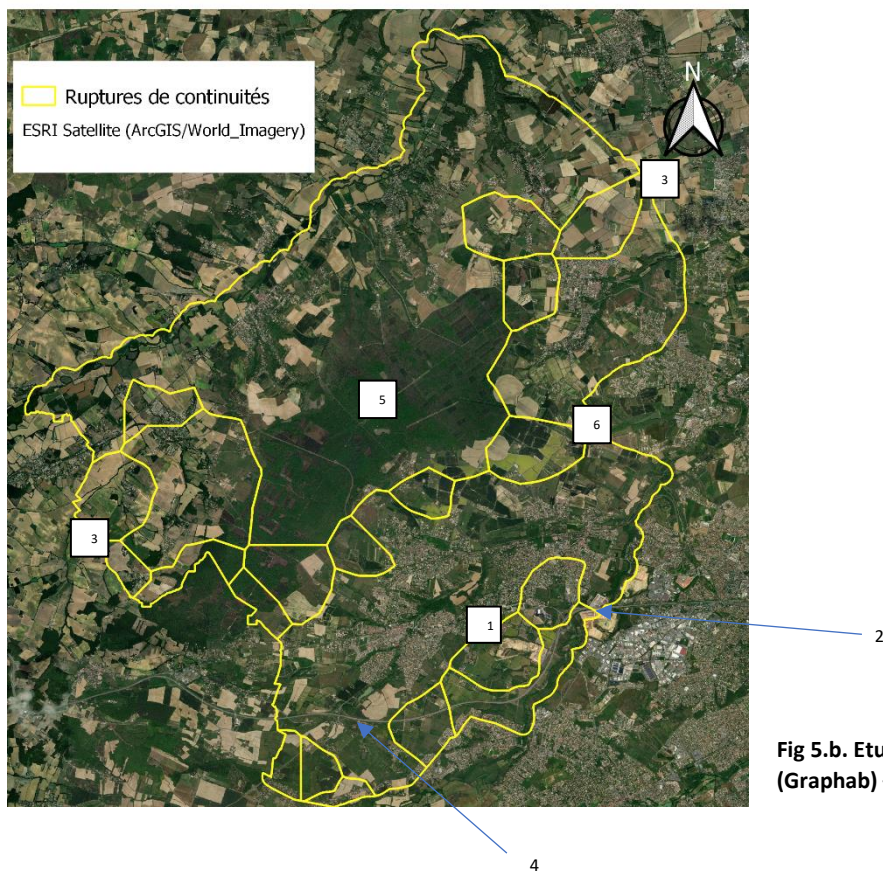 N
Ruptures de continuités
ESRI Satellite (ArcGIS/World_Imagery)
3
5
6
3
1
2
Fig 5.b. Etu
(Graphab)
4